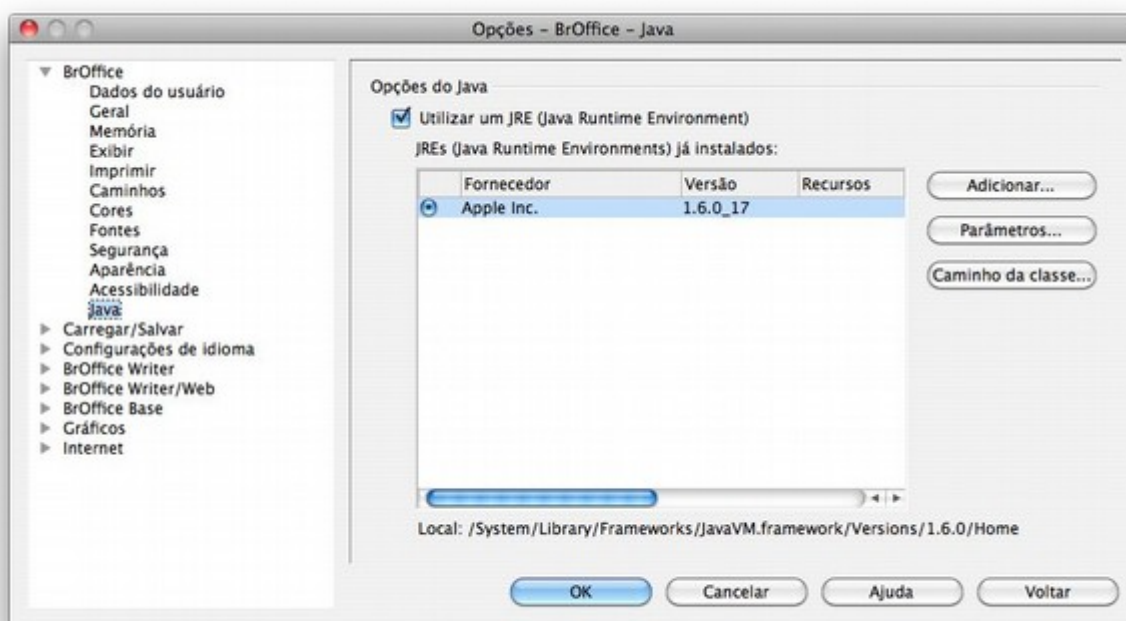 Opções – BrOffice – Java
BrOffice
Dados do usuário
Geral
Memória
Exibir
Imprimir
Caminhos
Cores
Fontes
Segurança
Aparência
Acessibilidade
Java
Carregar/Salvar
Configurações de idioma
BrOffice Writer
BrOffice Writer/Web
BrOffice Base
Gráficos
Internet
Opções do Java
Utilizar um JRE (Java Runtime Environment)
JREs (Java Runtime Environments) já instalados:
Fornecedor Versão Recursos
Apple Inc. 1.6.0_17
Adicionar...
Parâmetros...
Caminho da classe...
Local: /System/Library/Frameworks/JavaVM.framework/Versions/1.6.0/Home
OK Cancelar Ajuda Voltar